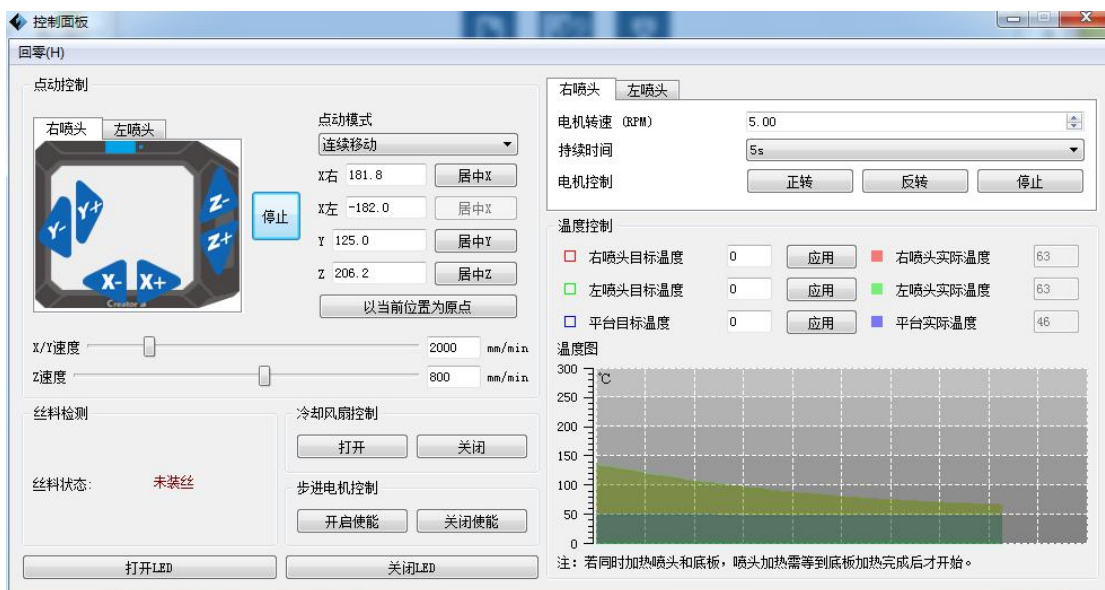 控制面板
回零(H)
点动控制
右喷头 左喷头
Y- Y+ Z- Z+ X- X+
停止
点动模式
连续移动
X右 181.8 居中X
X左 -182.0 居中X
Y 125.0 居中Y
Z 206.2 居中Z
以当前位置为原点
X/Y速度 2000 mm/min
Z速度 800 mm/min
丝料检测
丝料状态: 未装丝
冷却风扇控制
打开 关闭
步进电机控制
开启使能 关闭使能
打开LED 关闭LED
右喷头 左喷头
电机转速 (RPM) 5.00
持续时间 5s
电机控制 正转 反转 停止
温度控制
右喷头目标温度 0 应用 右喷头实际温度 63
左喷头目标温度 0 应用 左喷头实际温度 63
平台目标温度 0 应用 平台实际温度 46
温度图
300 ℃
250
200
150
100
50
0
注: 若同时加热喷头和底板, 喷头加热需等到底板加热完成后才开始。